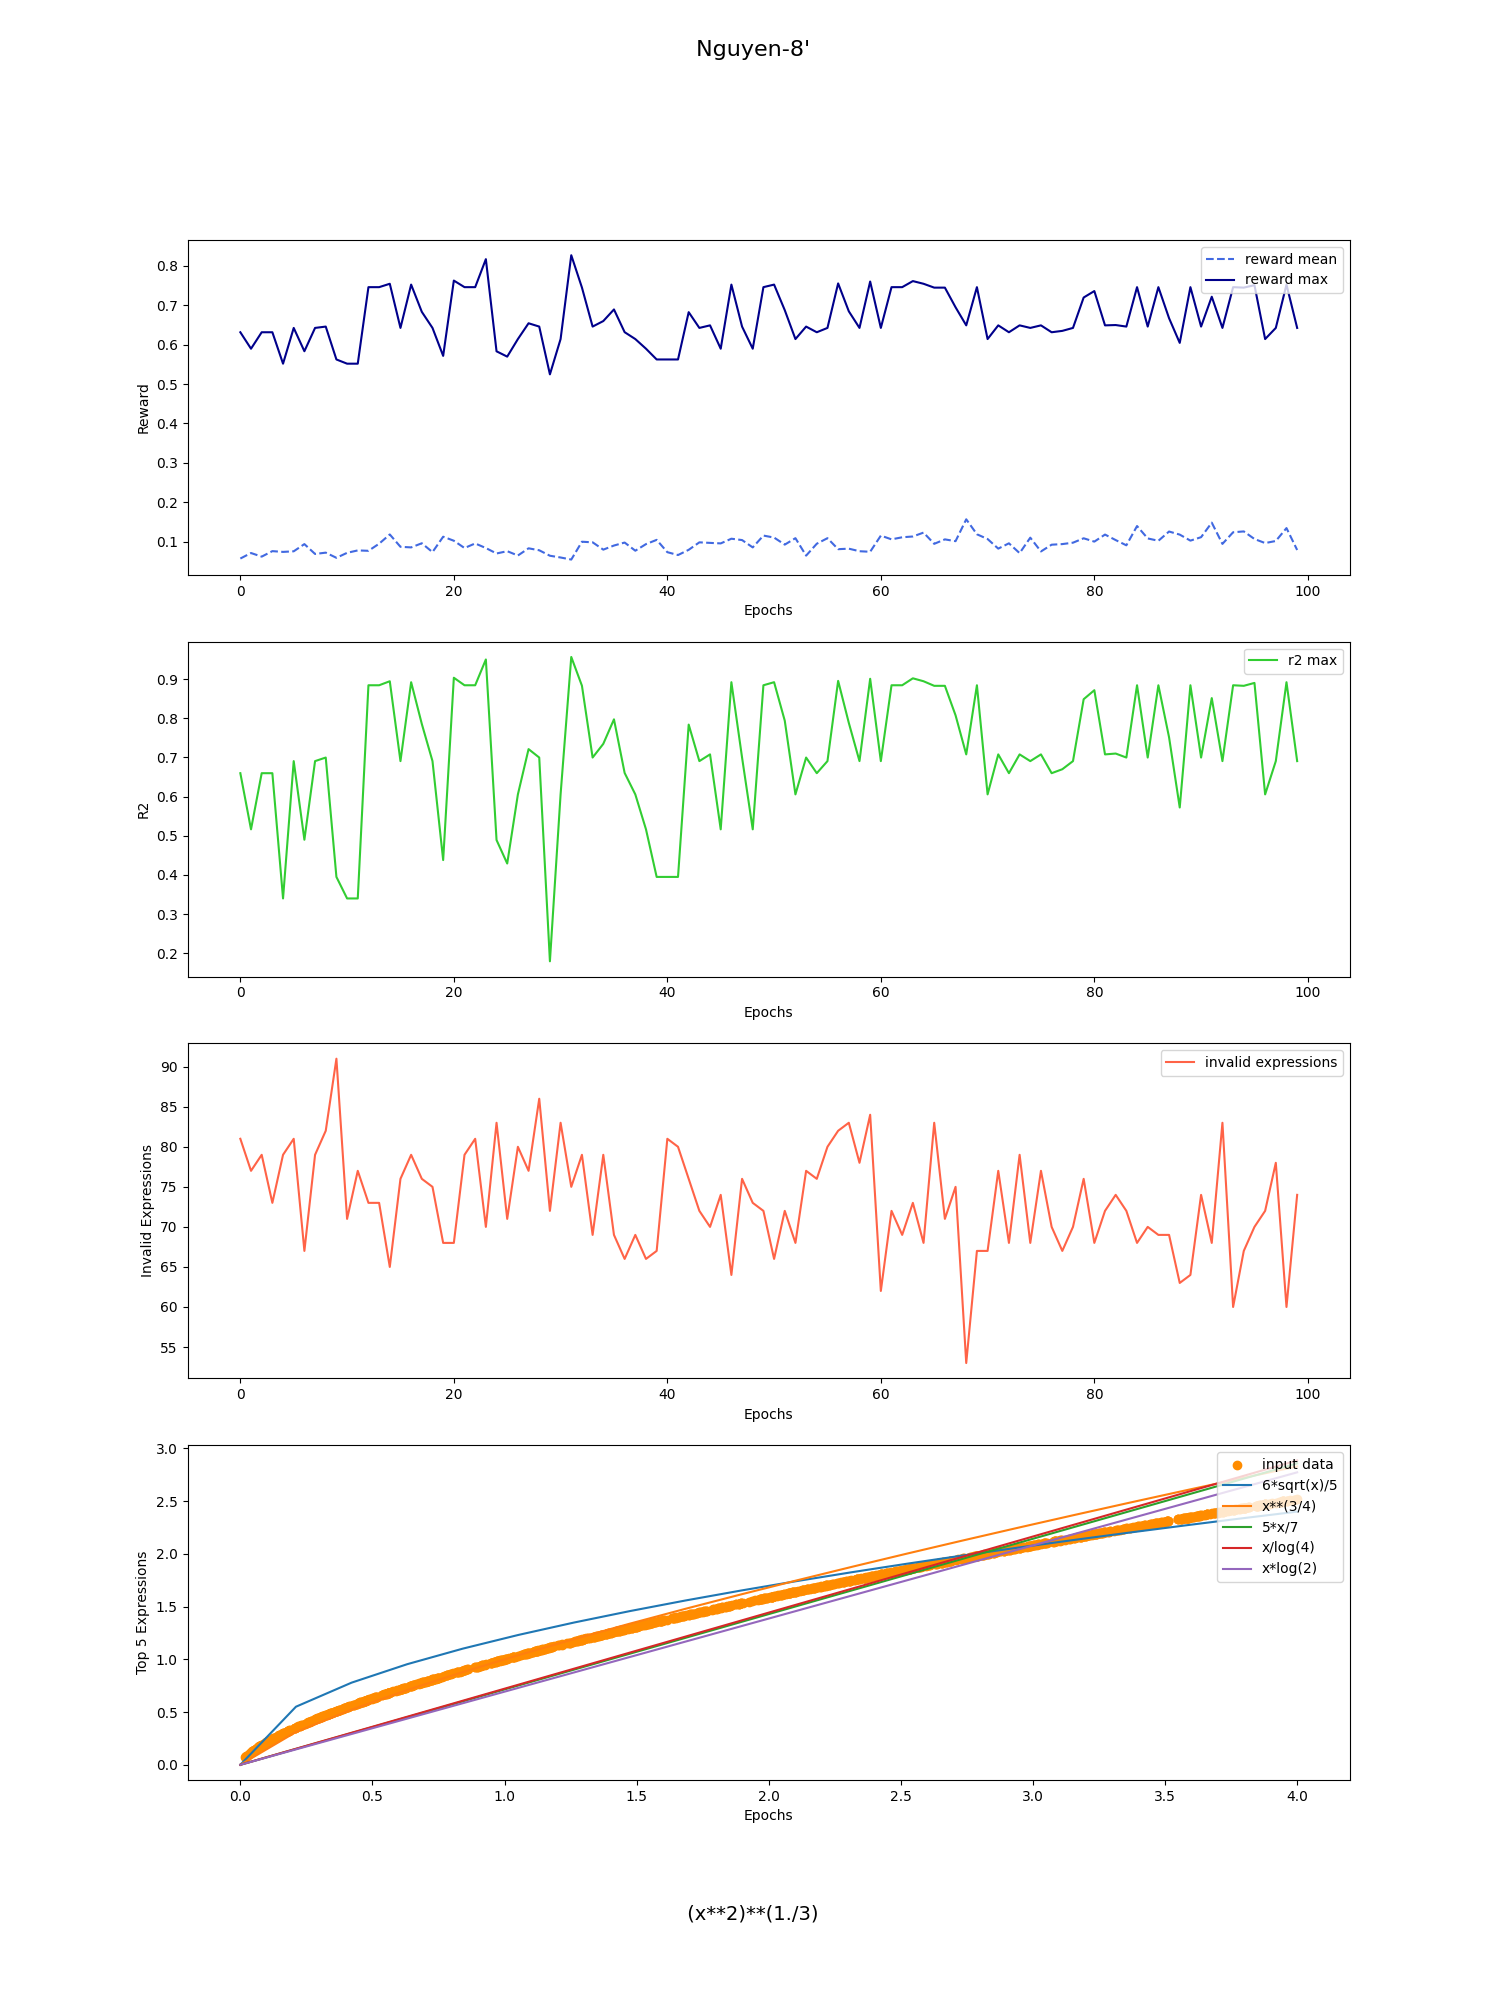 Nguyen-8'
reward mean
reward max
0.8
0.7
0.6
0.5
0.4
0.3
0.2
0.1
Reward
0 20 40 60 80 100
Epochs
r2 max
0.9
0.8
0.7
0.6
0.5
0.4
0.3
0.2
R2
0 20 40 60 80 100
Epochs
invalid expressions
90
85
80
75
70
65
60
55
Invalid Expressions
0 20 40 60 80 100
Epochs
input data
6*sqrt(x)/5
x**(3/4)
5*x/7
x/log(4)
x*log(2)
3.0
2.5
2.0
1.5
1.0
0.5
0.0
Top 5 Expressions
0.0 0.5 1.0 1.5 2.0 2.5 3.0 3.5 4.0
Epochs
(x**2)**(1./3)